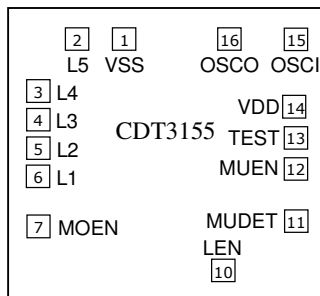 2 1 16 15
L5 VSS OSCO OSCI
3 L4
VDD 14
4 L3
CDT3155
TEST 13
5 L2
MUEN 12
6 L1
7 MOEN
MUDET 11
LEN
10